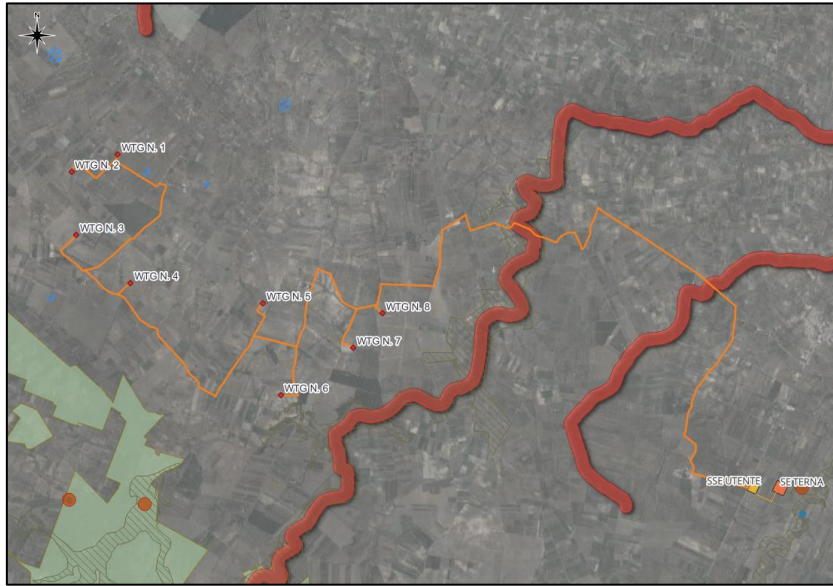 N
WTG N. 1
WTG N. 2
WTG N. 3
WTG N. 4
WTG N. 5
WTG N. 8
WTG N. 7
WTG N. 6
SSE UTENTE
SE TERNA